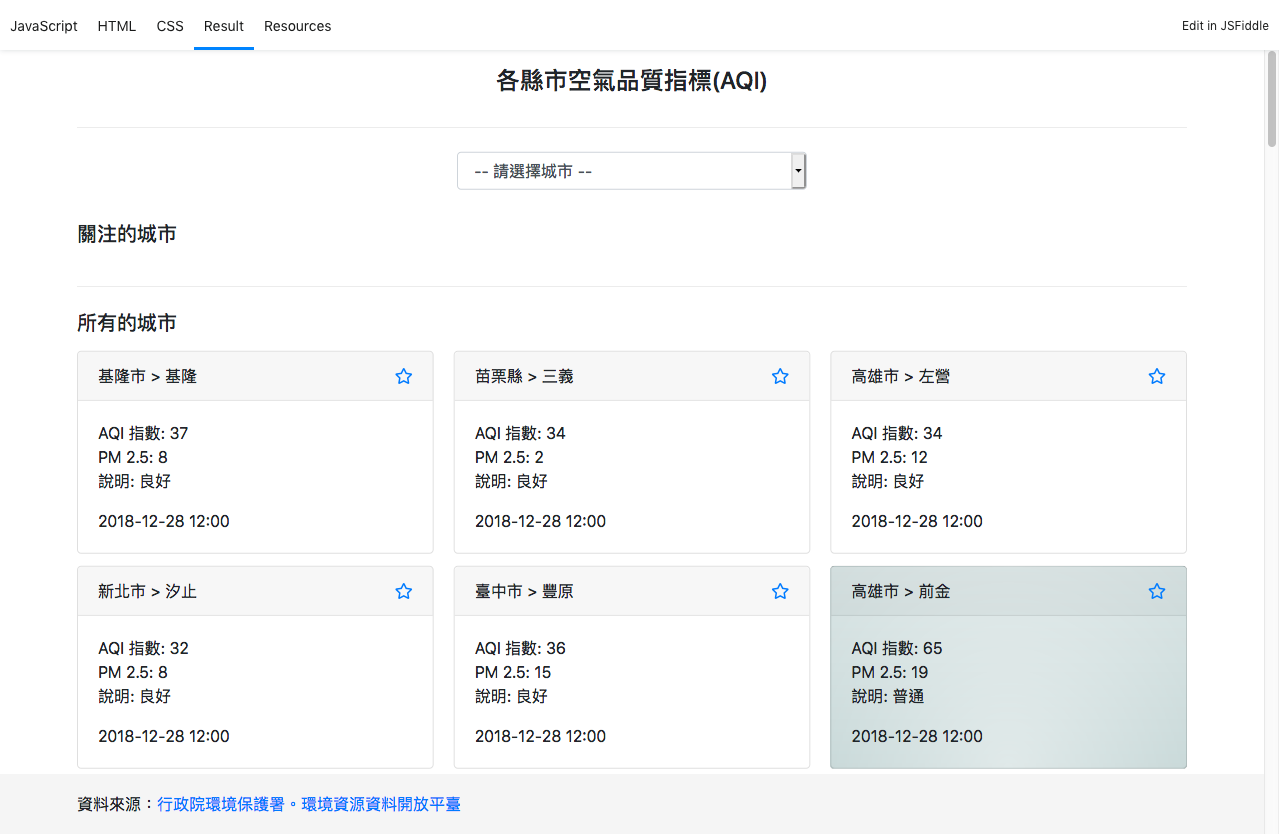 JavaScript HTML CSS Result Resources Edit in JSFiddle
各縣市空氣品質指標(AQI)
-- 請選擇城市 --
關注的城市
所有的城市
基隆市 > 基隆
AQI 指數: 37
PM 2.5: 8
說明: 良好
2018-12-28 12:00
苗栗縣 > 三義
AQI 指數: 34
PM 2.5: 2
說明: 良好
2018-12-28 12:00
高雄市 > 左營
AQI 指數: 34
PM 2.5: 12
說明: 良好
2018-12-28 12:00
新北市 > 汐止
AQI 指數: 32
PM 2.5: 8
說明: 良好
2018-12-28 12:00
臺中市 > 豐原
AQI 指數: 36
PM 2.5: 15
說明: 良好
2018-12-28 12:00
高雄市 > 前金
AQI 指數: 65
PM 2.5: 19
說明: 普通
2018-12-28 12:00
資料來源：行政院環境保護署。環境資源資料開放平臺